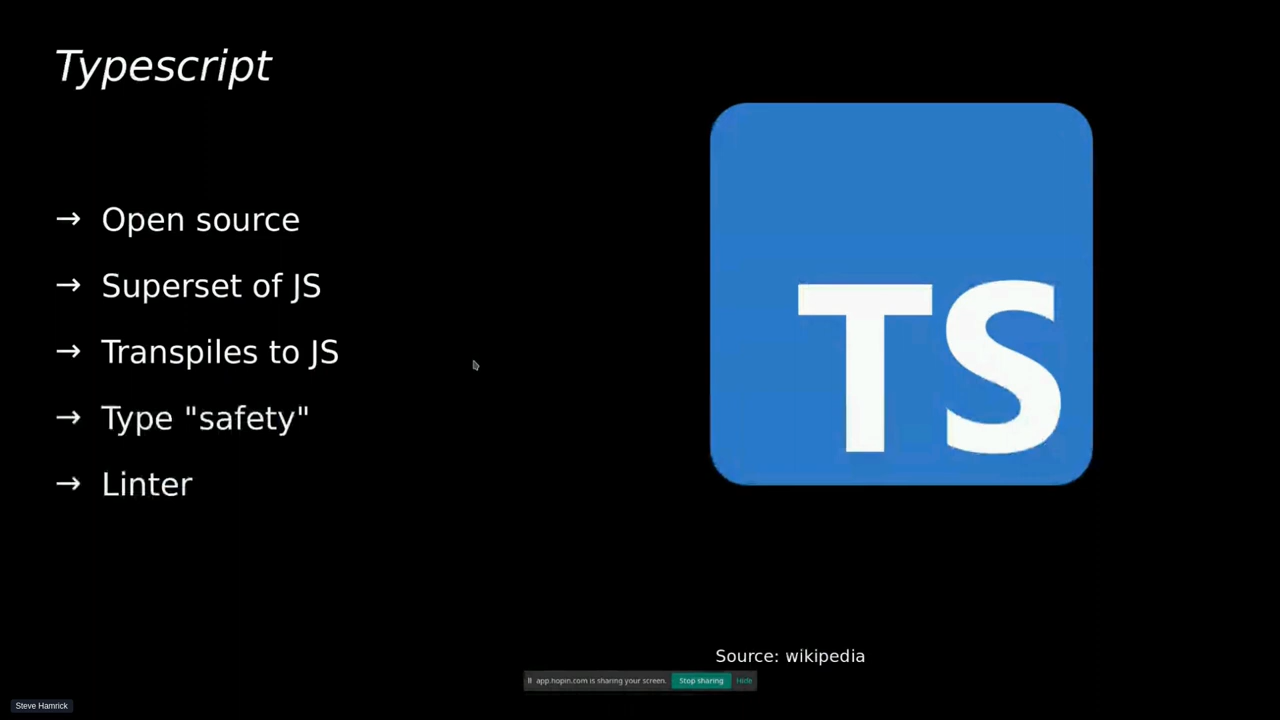 Typescript
→ Open source
→ Superset of JS
→ Transpiles to JS
→ Type "safety"
→ Linter
TS
Source: wikipedia
app.hopin.com is sharing your screen. Stop sharing Hide
Steve Hamrick